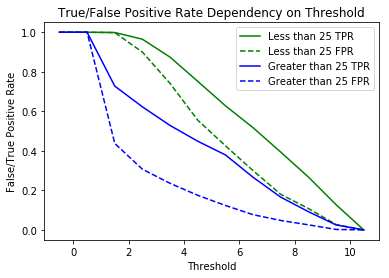 True/False Positive Rate Dependency on Threshold
Less than 25 TPR
Less than 25 FPR
Greater than 25 TPR
Greater than 25 FPR
False/True Positive Rate
1.0
0.8
0.6
0.4
0.2
0.0
0 2 4 6 8 10
Threshold